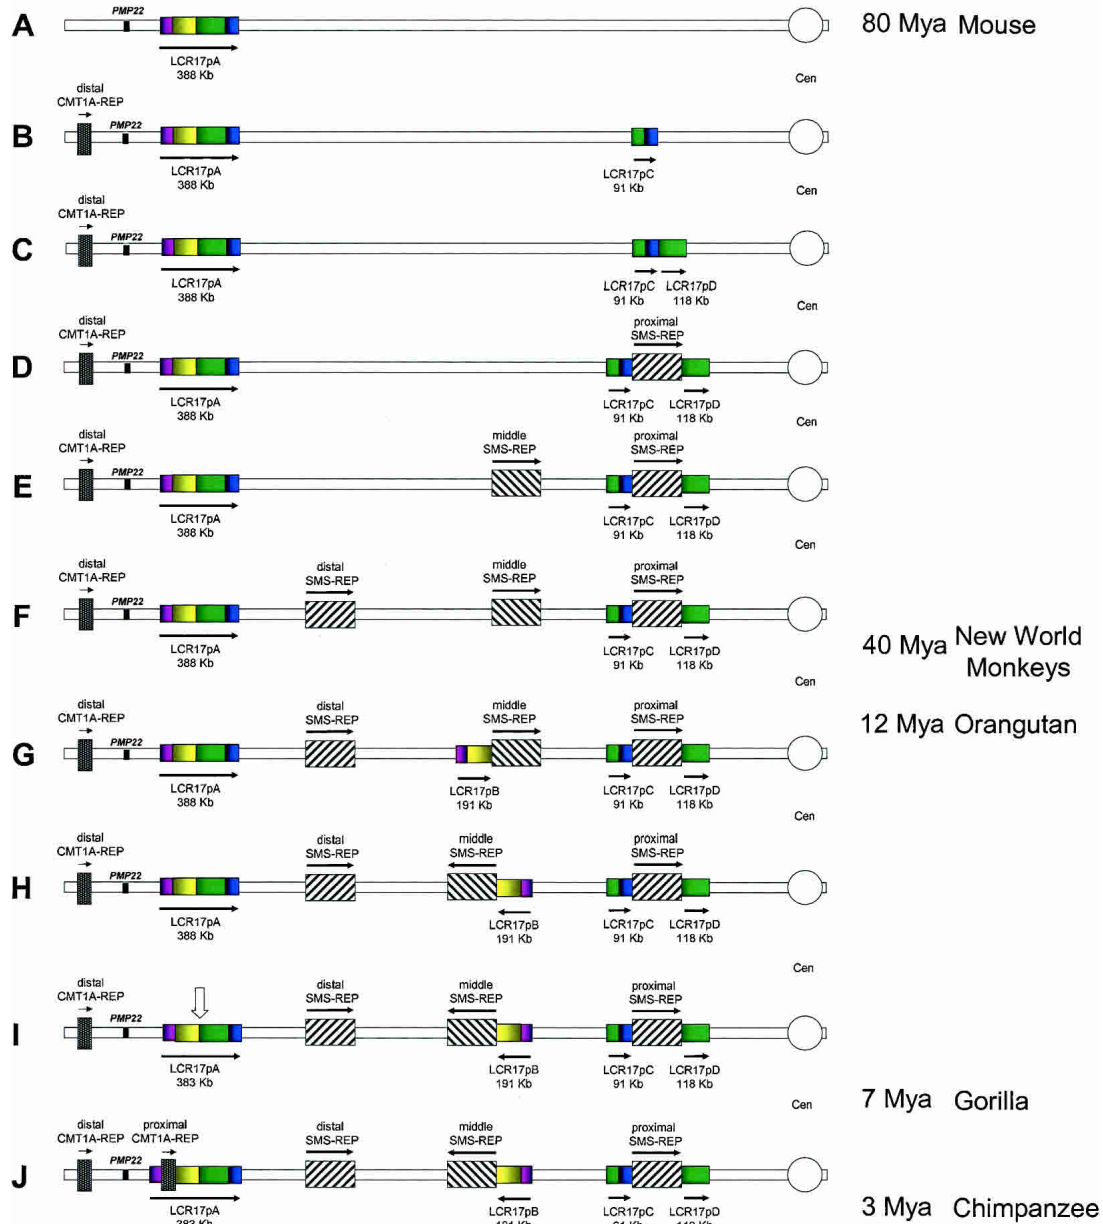 A
PMP22
LCR17pA
388 Kb
Cen
80 Mya Mouse
B
distal
CMT1A-REP
PMP22
LCR17pA
388 Kb
LCR17pC
91 Kb
Cen
C
distal
CMT1A-REP
PMP22
LCR17pA
388 Kb
LCR17pC LCR17pD
91 Kb 118 Kb
Cen
D
distal
CMT1A-REP
PMP22
proximal
SMS-REP
LCR17pA
388 Kb
LCR17pC LCR17pD
91 Kb 118 Kb
Cen
E
distal
CMT1A-REP
PMP22
middle
SMS-REP
proximal
SMS-REP
LCR17pA
388 Kb
LCR17pC LCR17pD
91 Kb 118 Kb
Cen
F
distal
CMT1A-REP
PMP22
distal
SMS-REP
middle
SMS-REP
proximal
SMS-REP
LCR17pA
388 Kb
LCR17pC LCR17pD
91 Kb 118 Kb
Cen
40 Mya New World
Monkeys
G
distal
CMT1A-REP
PMP22
distal
SMS-REP
middle
SMS-REP
proximal
SMS-REP
LCR17pA
388 Kb
LCR17pB
191 Kb
LCR17pC LCR17pD
91 Kb 118 Kb
Cen
12 Mya Orangutan
H
distal
CMT1A-REP
PMP22
distal
SMS-REP
middle
SMS-REP
proximal
SMS-REP
LCR17pA
388 Kb
LCR17pB
191 Kb
LCR17pC LCR17pD
91 Kb 118 Kb
Cen
I
distal
CMT1A-REP
PMP22
distal
SMS-REP
middle
SMS-REP
proximal
SMS-REP
LCR17pA
383 Kb
LCR17pB
191 Kb
LCR17pC LCR17pD
91 Kb 118 Kb
Cen
7 Mya Gorilla
J
distal
CMT1A-REP
PMP22
proximal
CMT1A-REP
distal
SMS-REP
middle
SMS-REP
proximal
SMS-REP
LCR17pA
LCR17pB
LCR17pC LCR17pD
3 Mya Chimpanzee